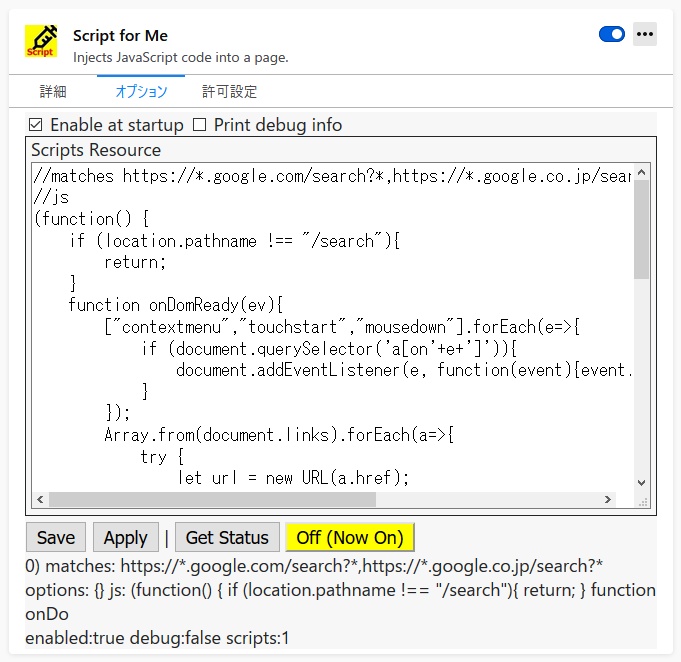 Script for Me
Script
Injects JavaScript code into a page.
詳細 オプション 許可設定
Enable at startup Print debug info
Scripts Resource
//matches https://*.google.com/search?*,https://*.google.co.jp/sear
//js
(function() {
    if (location.pathname !== "/search"){
        return;
    }
    function onDomReady(ev){
        ["contextmenu","touchstart","mousedown"].forEach(e=>{
            if (document.querySelector('a[on'+e+']')){
                document.addEventListener(e, function(event){event.
            }
        });
        Array.from(document.links).forEach(a=>{
            try {
                let url = new URL(a.href);
Save Apply | Get Status Off (Now On)
0) matches: https://*.google.com/search?*,https://*.google.co.jp/search?*
options: {} js: (function() { if (location.pathname !== "/search"){ return; } function
onDo
enabled:true debug:false scripts:1